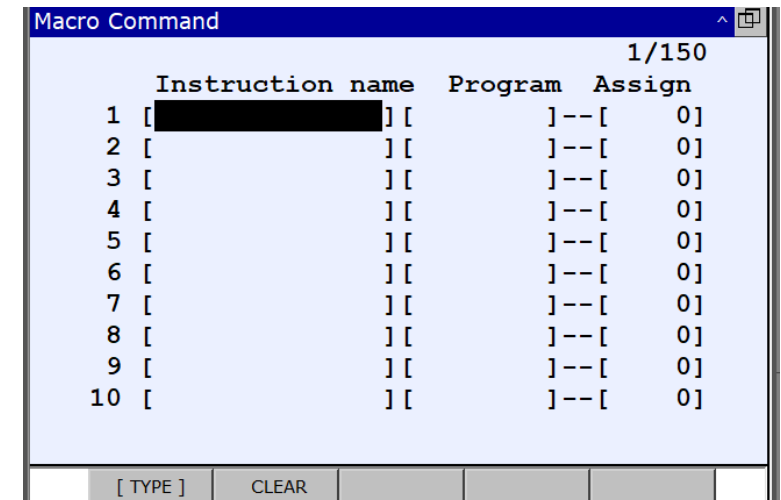 Macro Command ^
1/150
Instruction name Program Assign
1 [ ][ ]--[ 0]
2 [ ][ ]--[ 0]
3 [ ][ ]--[ 0]
4 [ ][ ]--[ 0]
5 [ ][ ]--[ 0]
6 [ ][ ]--[ 0]
7 [ ][ ]--[ 0]
8 [ ][ ]--[ 0]
9 [ ][ ]--[ 0]
10 [ ][ ]--[ 0]
[ TYPE ] CLEAR